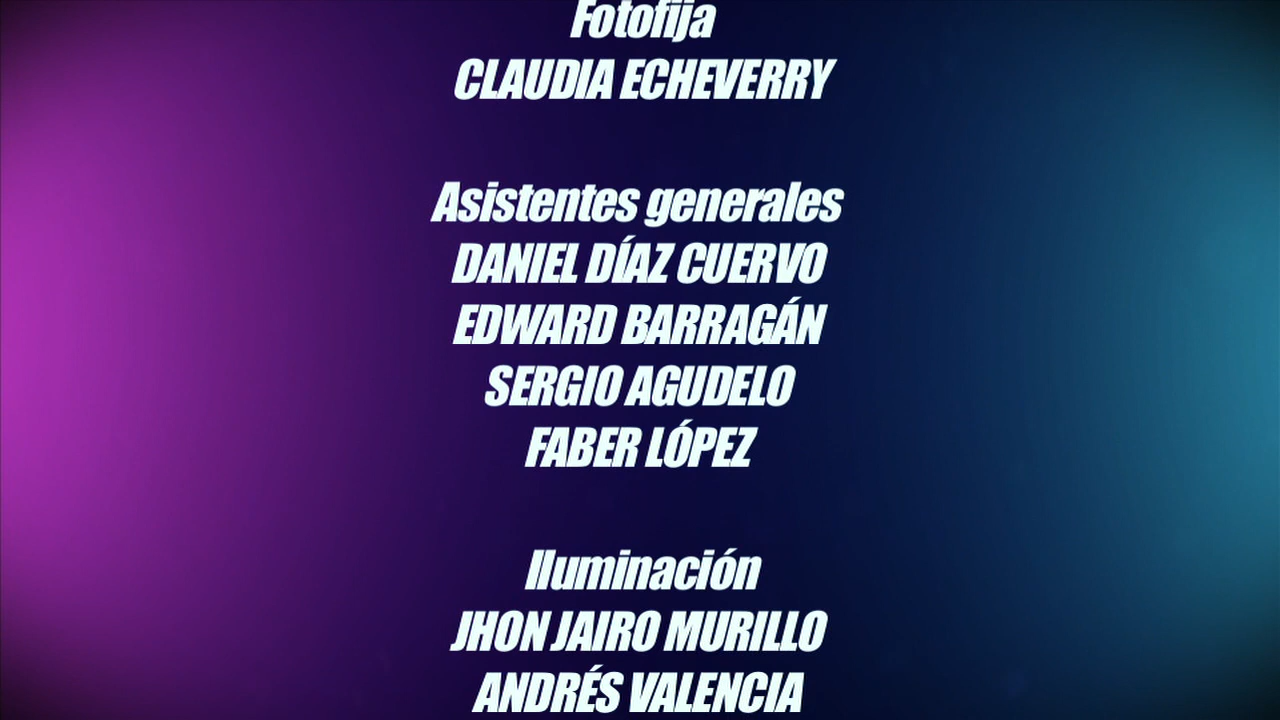 Fotofija
CLAUDIA ECHEVERRY
Asistentes generales
DANIEL DÍAZ CUERVO
EDWARD BARRAGÁN
SERGIO AGUDELO
FABER LÓPEZ
Iluminación
JHON JAIRO MURILLO
ANDRÉS VALENCIA